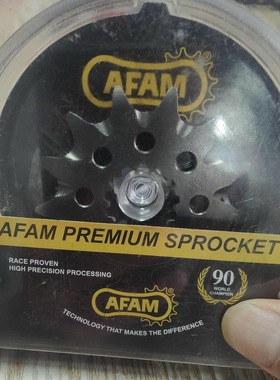 AFAM
AFAM PREMIUM SPROCKET
RACE PROVEN
HIGH PRECISION PROCESSING
90
WORLD
CHAMPION
AFAM
TECHNOLOGY THAT MAKES THE DIFFERENCE